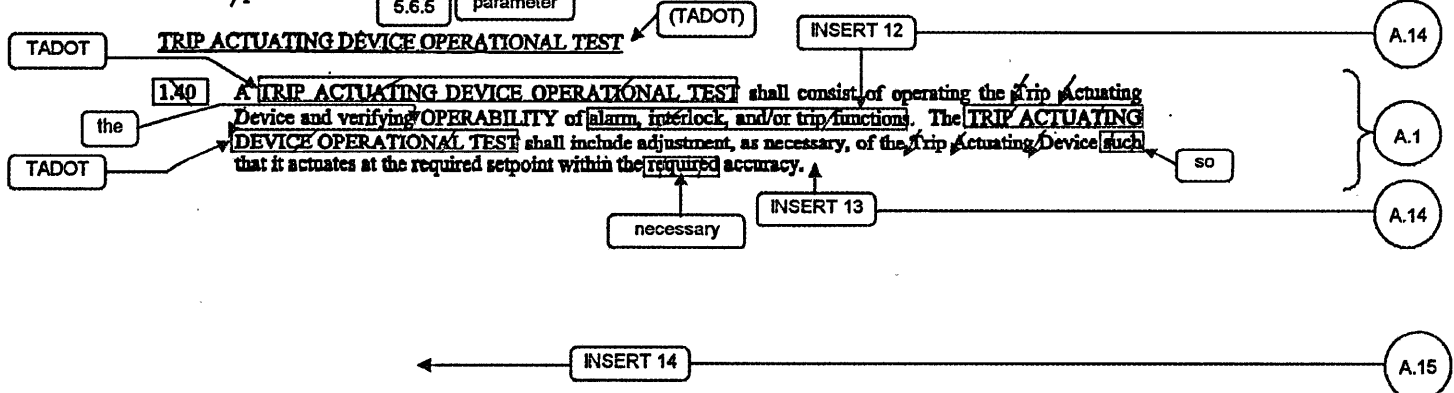 5.6.5 parameter
(TADOT)
INSERT 12
A.14
TADOT
TRIP ACTUATING DEVICE OPERATIONAL TEST
1.40 A TRIP ACTUATING DEVICE OPERATIONAL TEST shall consist of operating the Trip Actuating
Device and verifying OPERABILITY of alarm, interlock, and/or trip functions. The TRIP ACTUATING
the
A.1
DEVICE OPERATIONAL TEST shall include adjustment, as necessary, of the Trip Actuating Device such
TADOT
that it actuates at the required setpoint within the required accuracy.
so
INSERT 13
A.14
necessary
INSERT 14
A.15